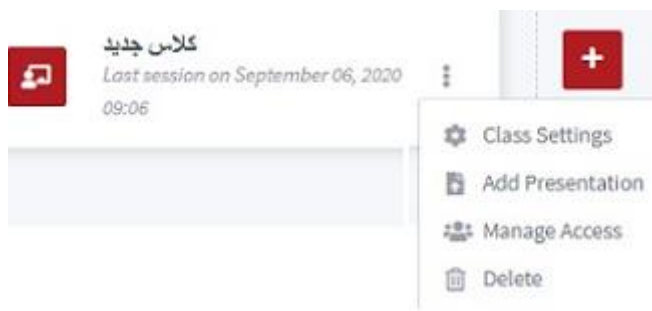 کلاس جدید
Last session on September 06, 2020
09:06
Class Settings
Add Presentation
Manage Access
Delete